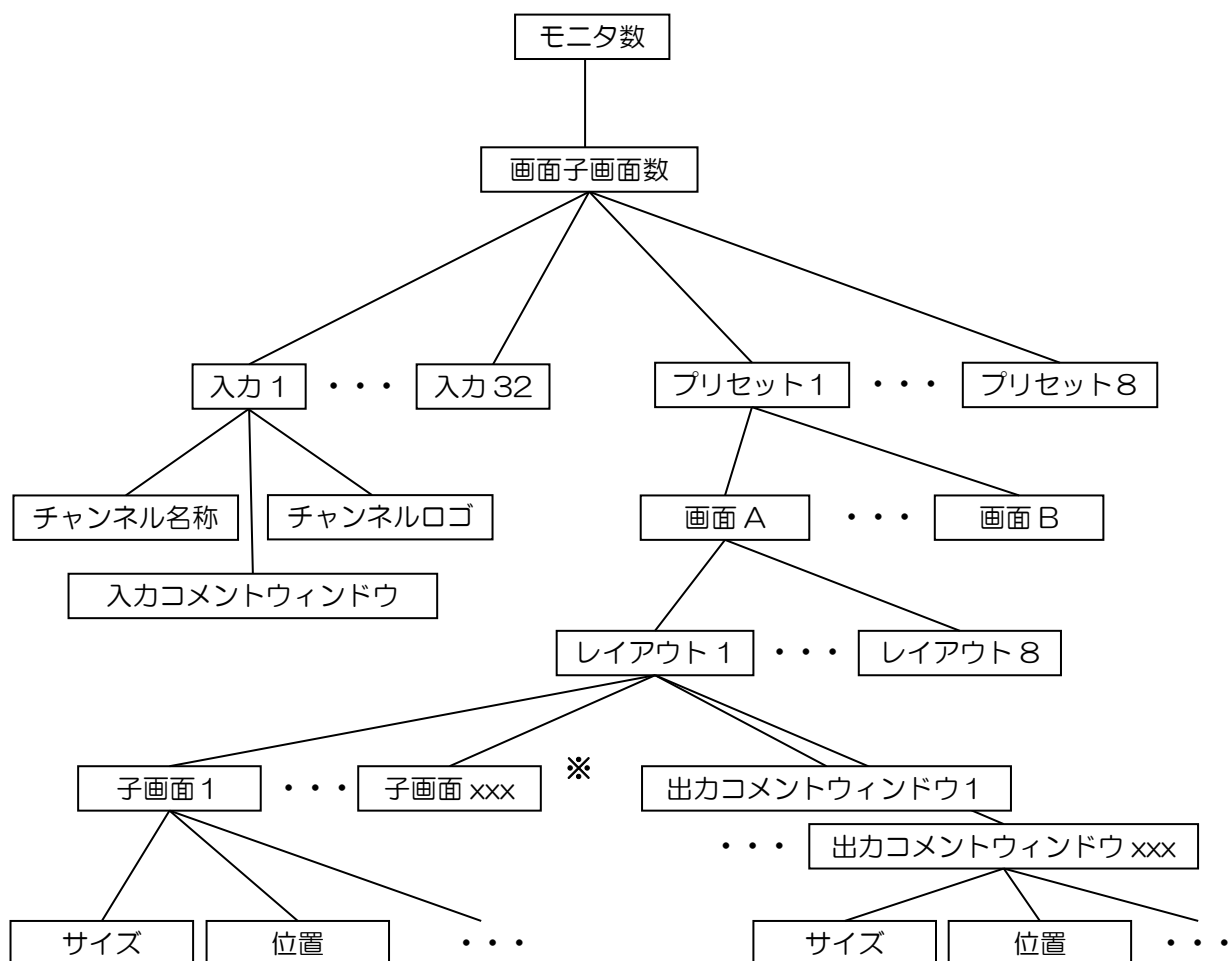 モニタ数
画面子画面数
入力1 ・・・ 入力32 プリセット1 ・・・ プリセット8
チャンネル名称 チャンネルロゴ 画面A ・・・ 画面B
入力コメントウィンドウ
レイアウト1 ・・・ レイアウト8
子画面1 ・・・ 子画面xxx ※ 出力コメントウィンドウ1
・・・ 出力コメントウィンドウxxx
サイズ 位置 ・・・ サイズ 位置 ・・・